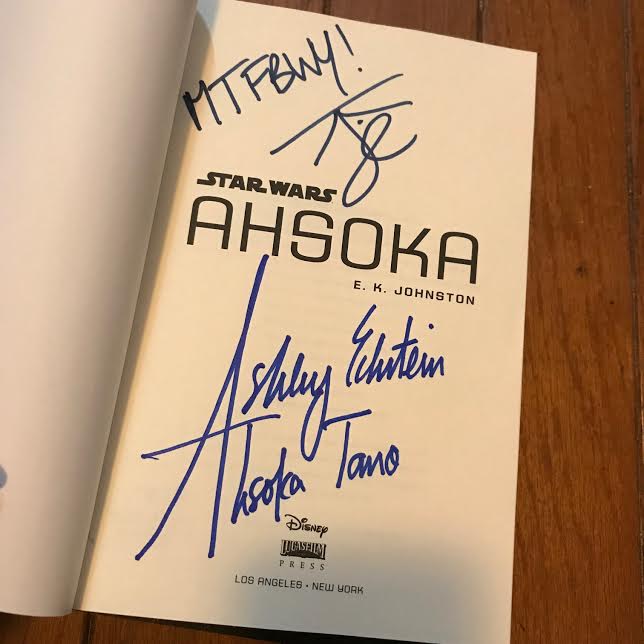 MTFBWY!
STAR WARS
AHSOKA
E. K. JOHNSTON
Ashley Eckstein
Ahsoka Tano
Disney
LUCASFILM
PRESS
LOS ANGELES • NEW YORK